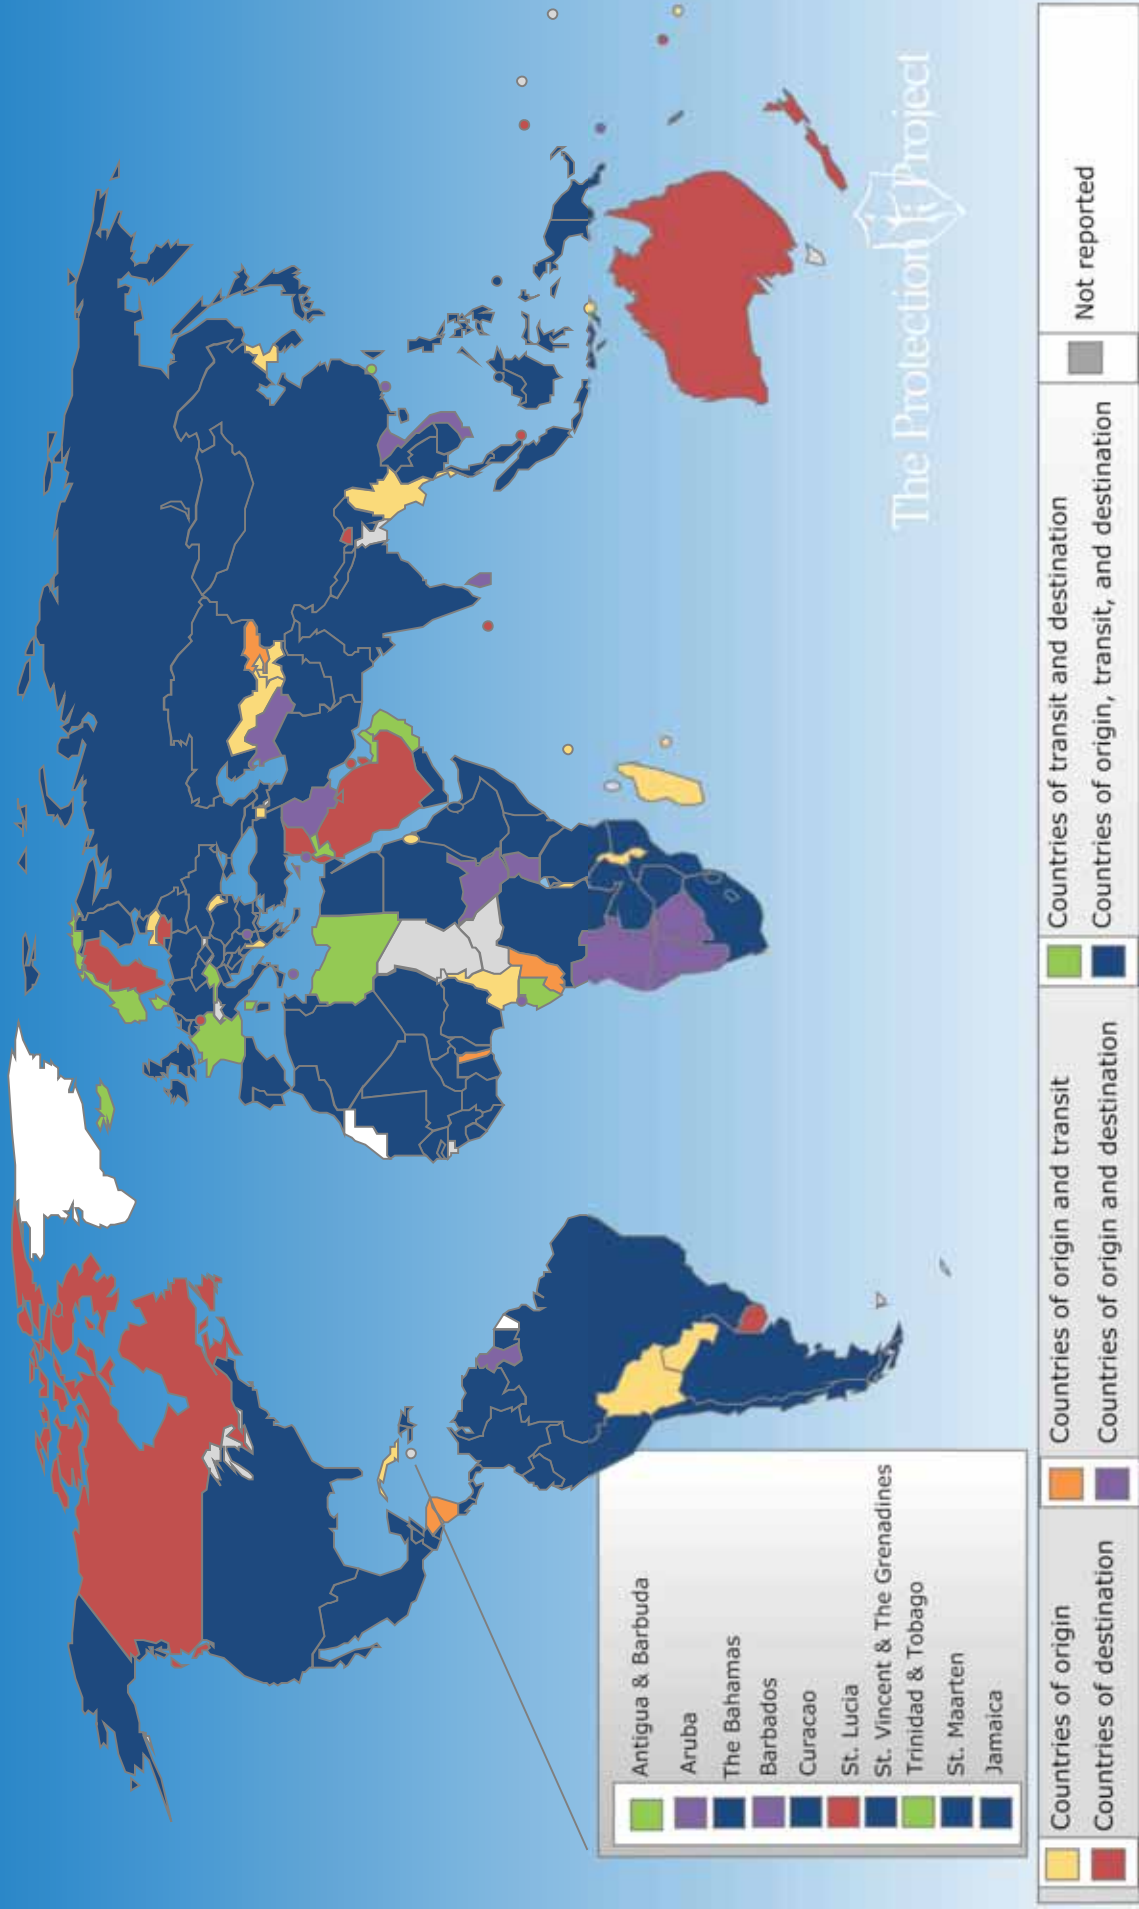 The Protection Project
Antigua & Barbuda
Aruba
The Bahamas
Barbados
Curacao
St. Lucia
St. Vincent & The Grenadines
Trinidad & Tobago
St. Maarten
Jamaica
Countries of origin
Countries of destination
Countries of origin and transit
Countries of origin and destination
Countries of transit and destination
Countries of origin, transit, and destination
Not reported